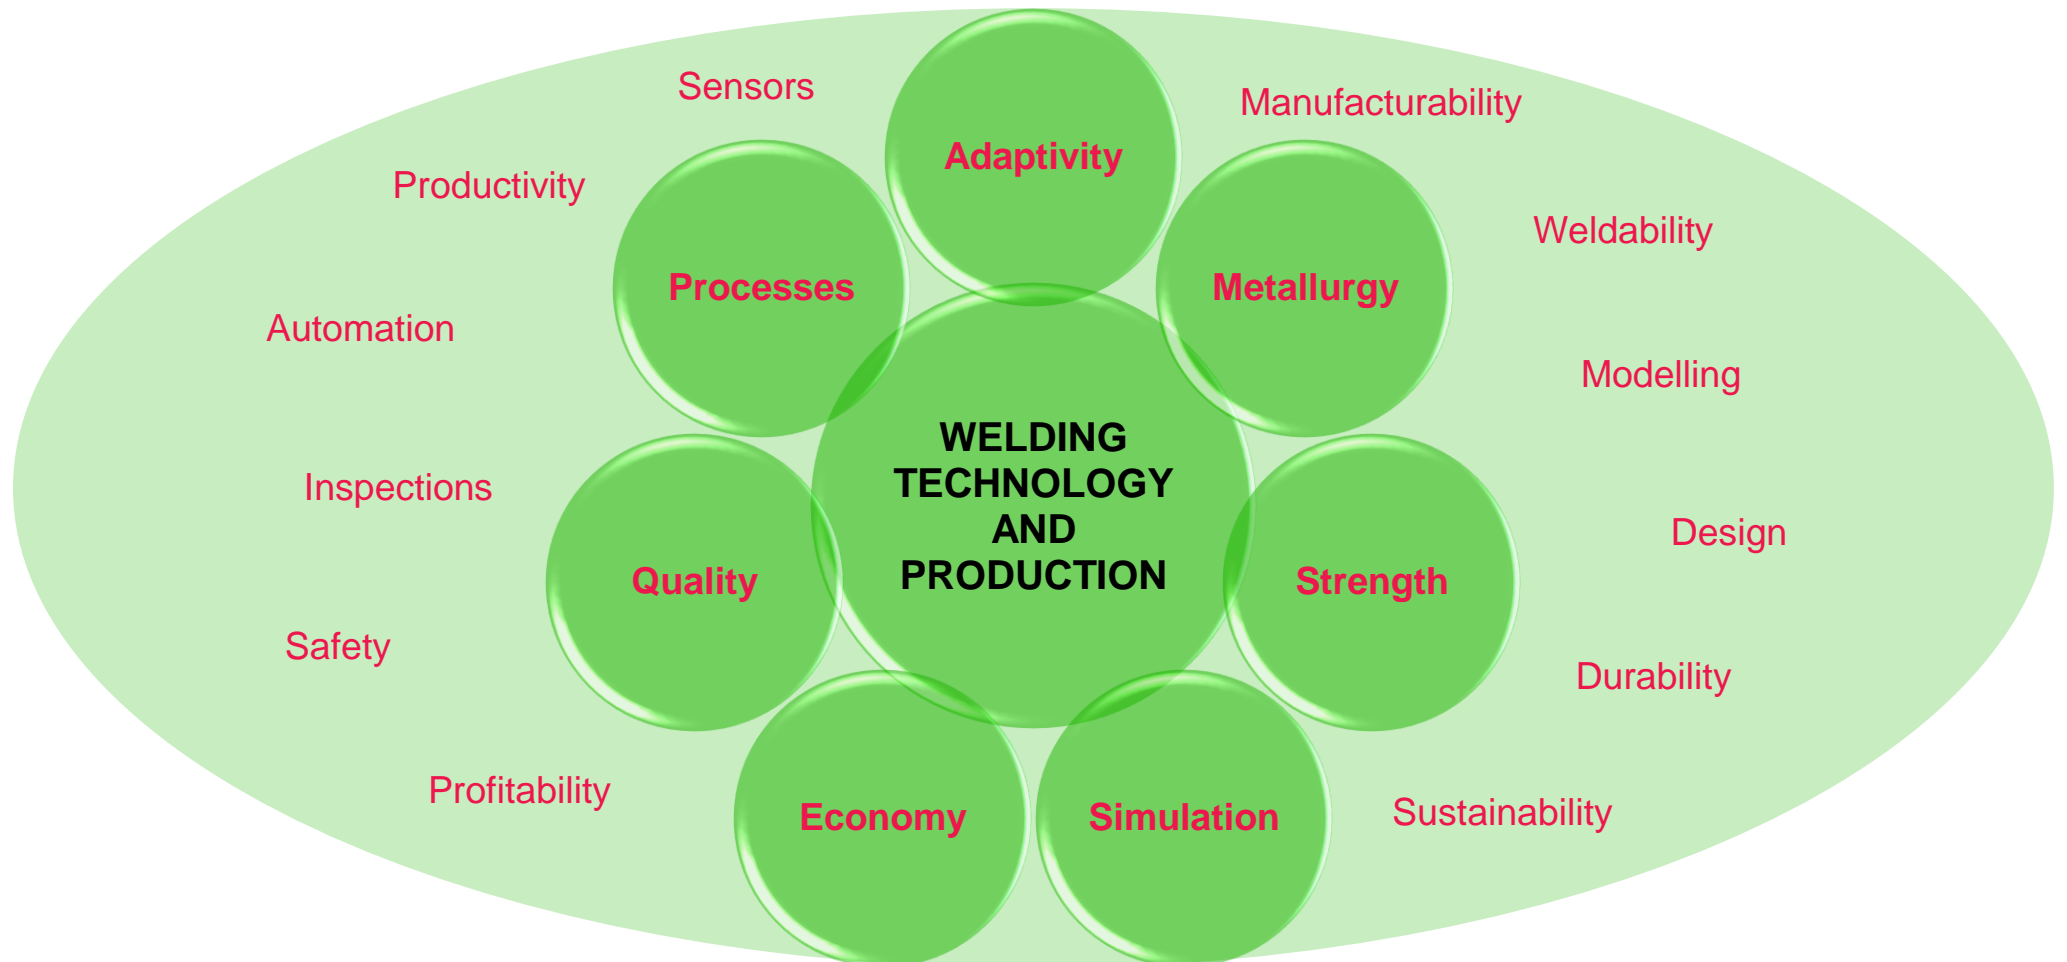 Sensors
Adaptivity
Manufacturability
Productivity
Processes
Metallurgy
Weldability
Automation
Modelling
WELDING
TECHNOLOGY
AND
PRODUCTION
Inspections
Design
Quality
Strength
Safety
Durability
Profitability
Economy
Simulation
Sustainability